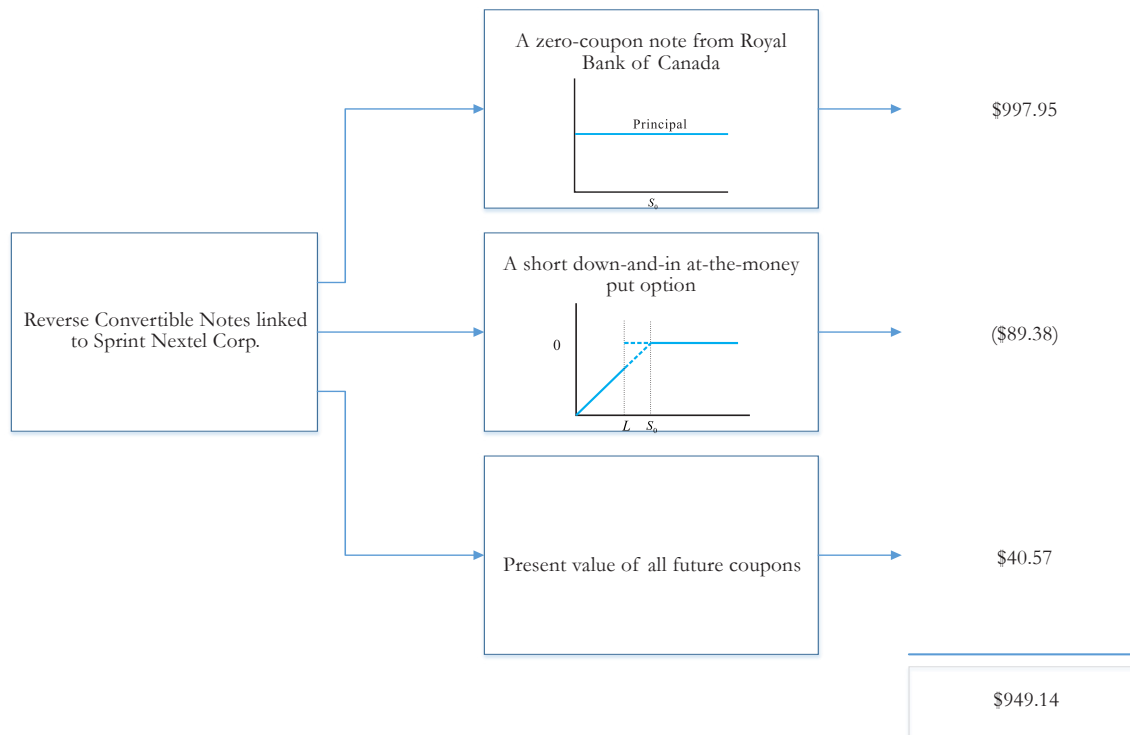 A zero-coupon note from Royal
Bank of Canada
Principal
S₀
$997.95
Reverse Convertible Notes linked
to Sprint Nextel Corp.
A short down-and-in at-the-money
put option
0
L S₀
($89.38)
Present value of all future coupons
$40.57
$949.14